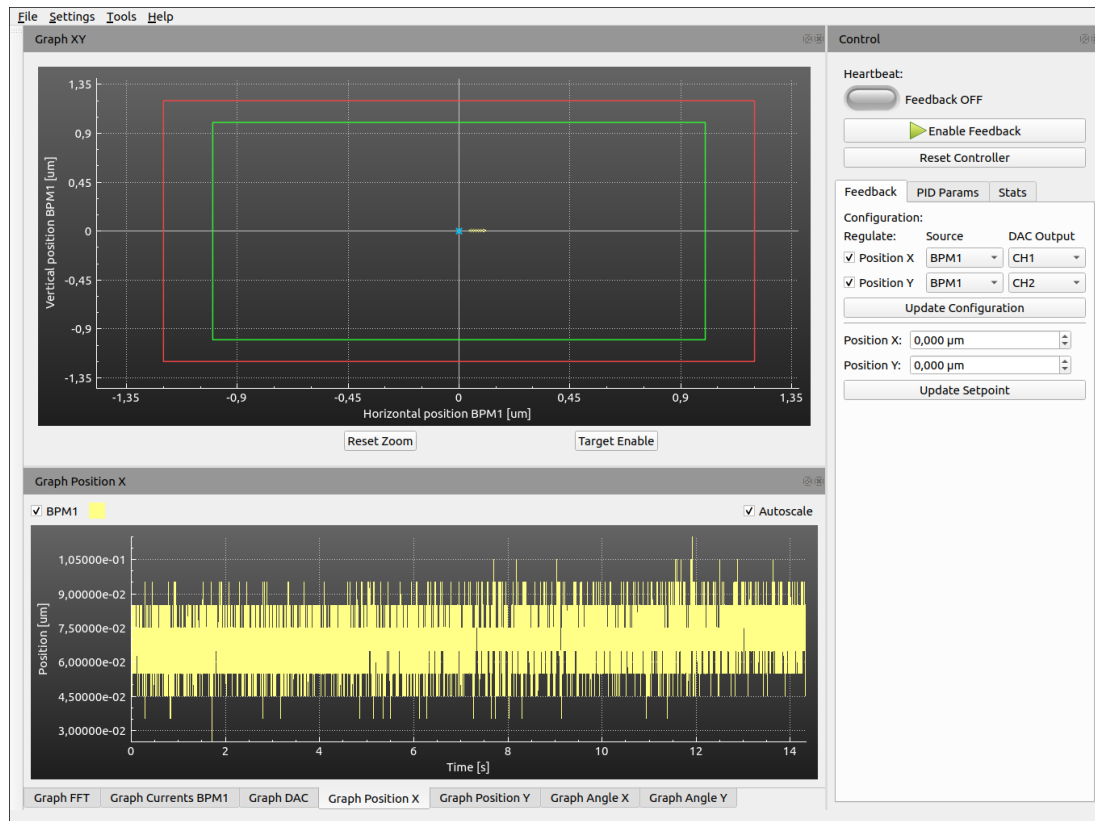 File Settings Tools Help
Graph XY
1,35
0,9
0,45
0
-0,45
-0,9
-1,35
Vertical position BPM1 [um]
-1,35 -0,9 -0,45 0 0,45 0,9 1,35
Horizontal position BPM1 [um]
Reset Zoom Target Enable
Graph Position X
BPM1 Autoscale
1,05000e-01
9,00000e-02
7,50000e-02
6,00000e-02
4,50000e-02
3,00000e-02
Position [um]
0 2 4 6 8 10 12 14
Time [s]
Graph FFT Graph Currents BPM1 Graph DAC Graph Position X Graph Position Y Graph Angle X Graph Angle Y
Control
Heartbeat:
Feedback OFF
Enable Feedback
Reset Controller
Feedback PID Params Stats
Configuration:
Regulate: Source DAC Output
Position X BPM1 CH1
Position Y BPM1 CH2
Update Configuration
Position X: 0,000 µm
Position Y: 0,000 µm
Update Setpoint